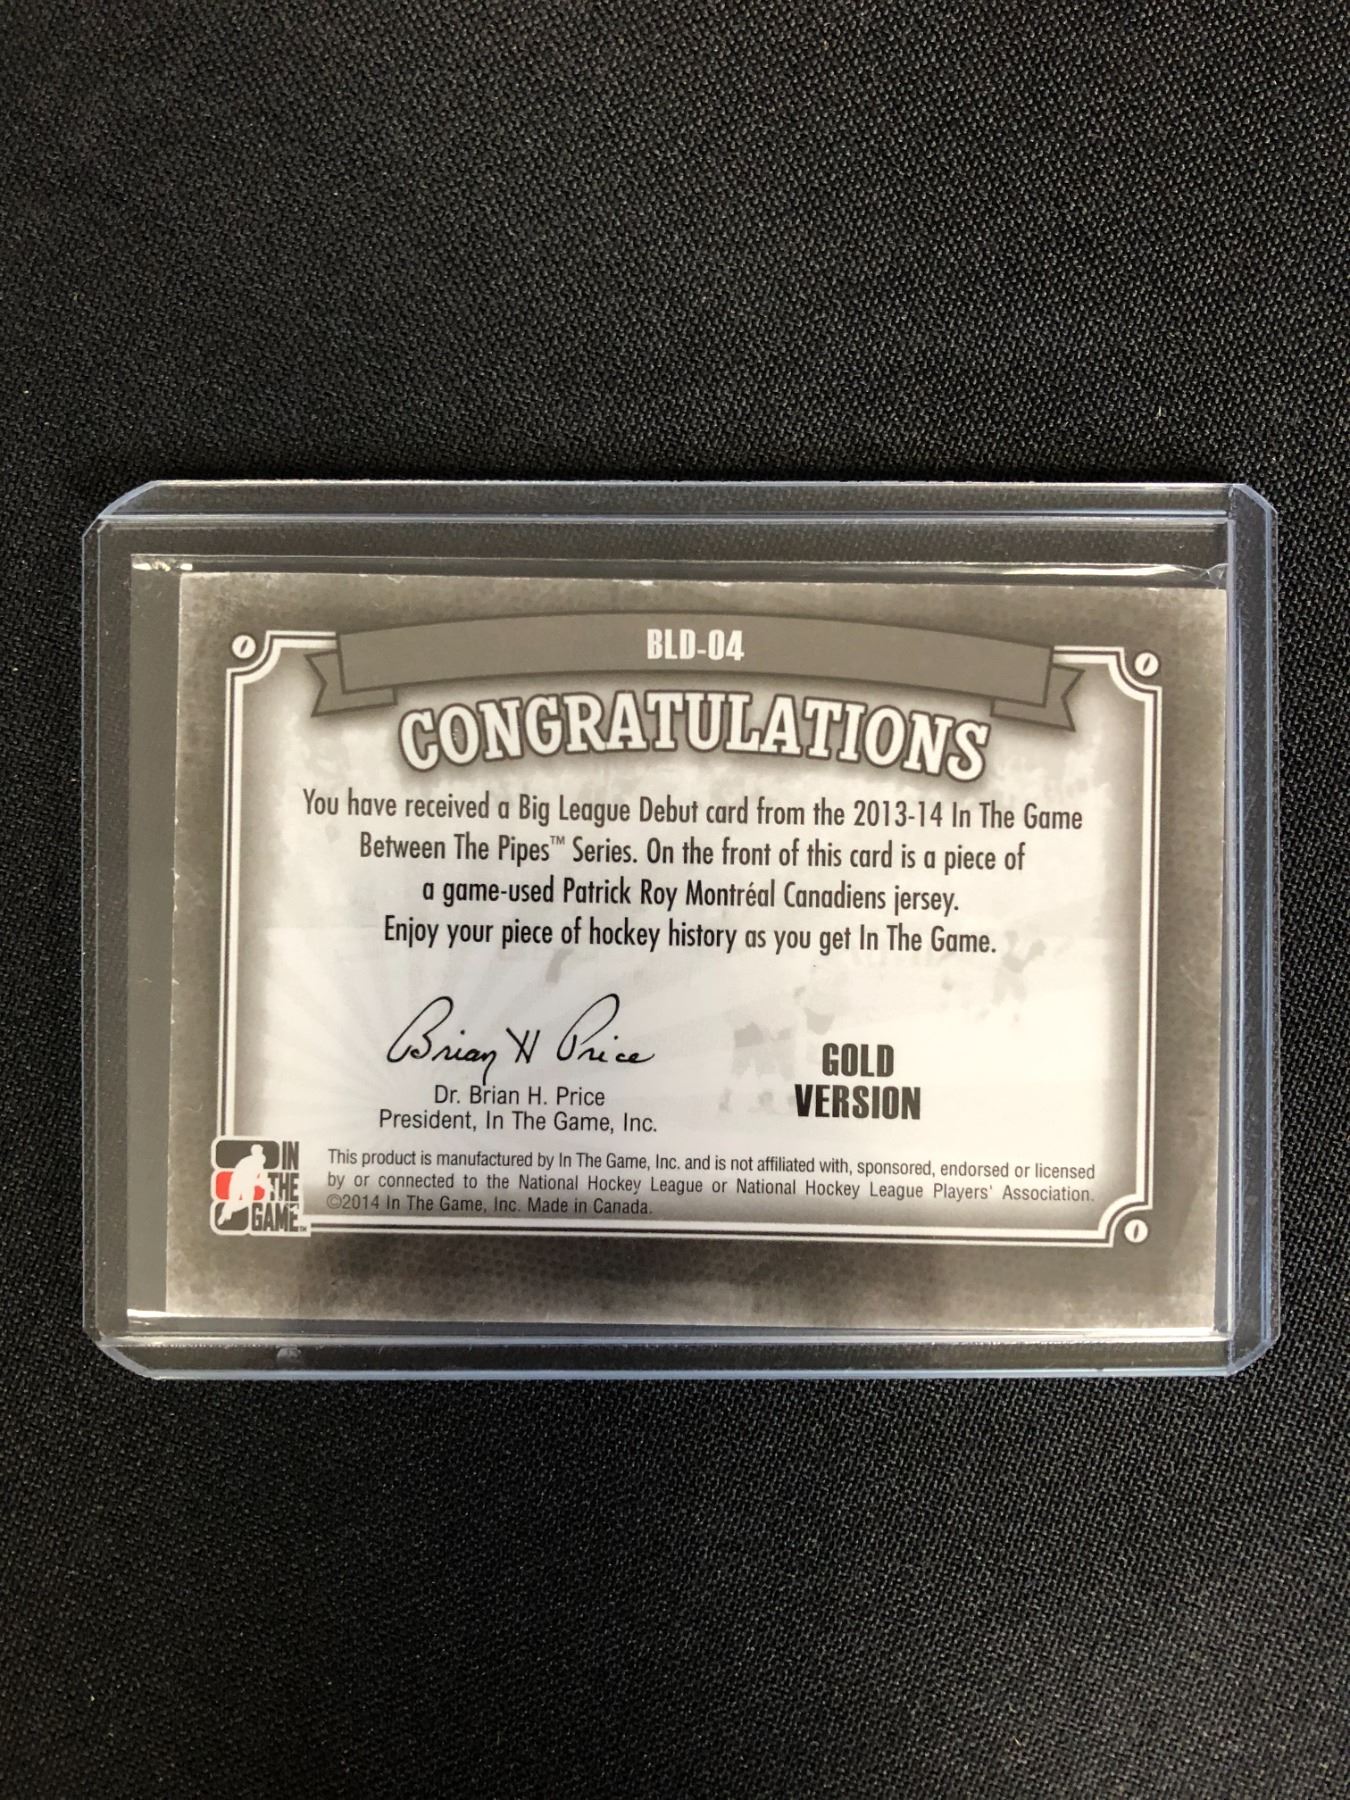 BLD-04
CONGRATULATIONS
You have received a Big League Debut card from the 2013-14 In The Game
Between The Pipes™ Series. On the front of this card is a piece of
a game-used Patrick Roy Montréal Canadiens jersey.
Enjoy your piece of hockey history as you get In The Game.
Brian H Price
Dr. Brian H. Price
President, In The Game, Inc.
GOLD
VERSION
IN
THE
GAME™
This product is manufactured by In The Game, Inc. and is not affiliated with, sponsored, endorsed or licensed
by or connected to the National Hockey League or National Hockey League Players' Association.
©2014 In The Game, Inc. Made in Canada.